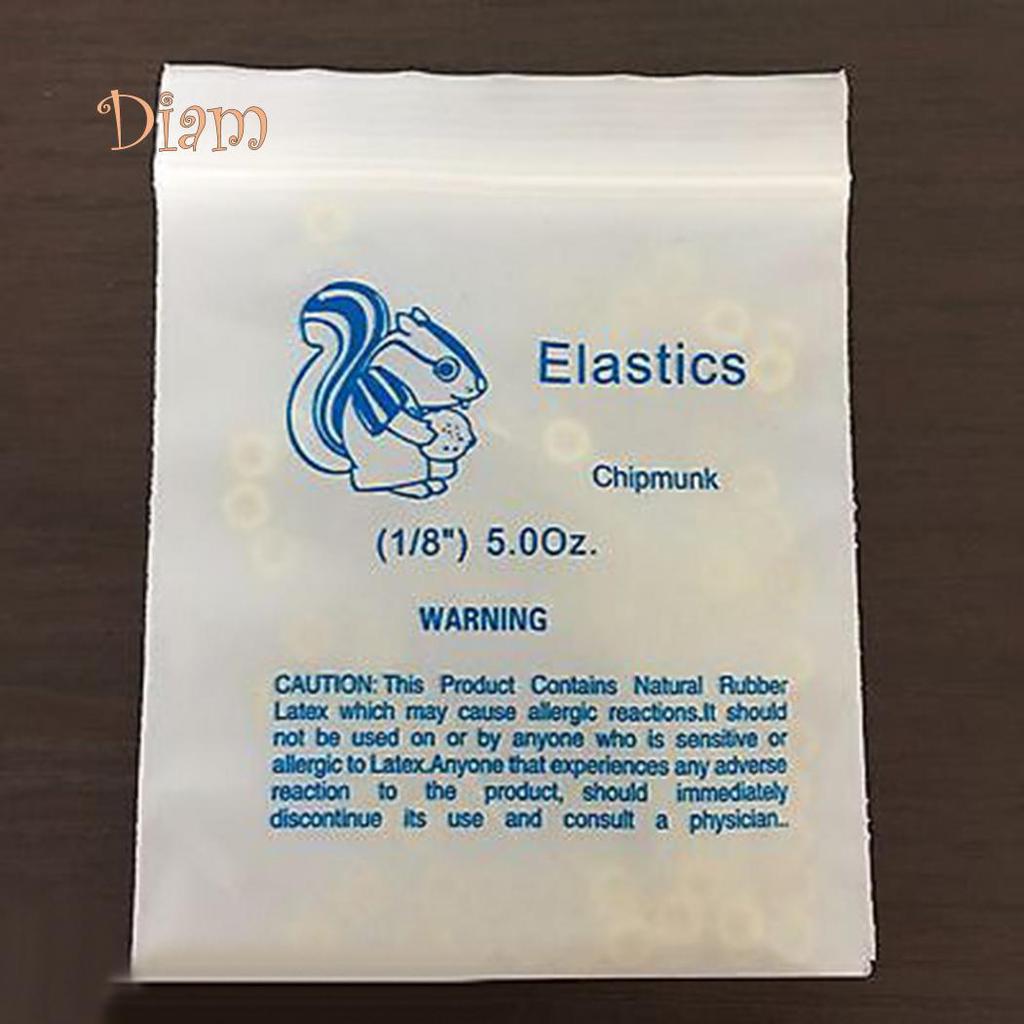 Diam
Elastics
Chipmunk
(1/8") 5.0Oz.
WARNING
CAUTION: This Product Contains Natural Rubber
Latex which may cause allergic reactions.It should
not be used on or by anyone who is sensitive or
allergic to Latex.Anyone that experiences any adverse
reaction to the product, should immediately
discontinue its use and consult a physician..